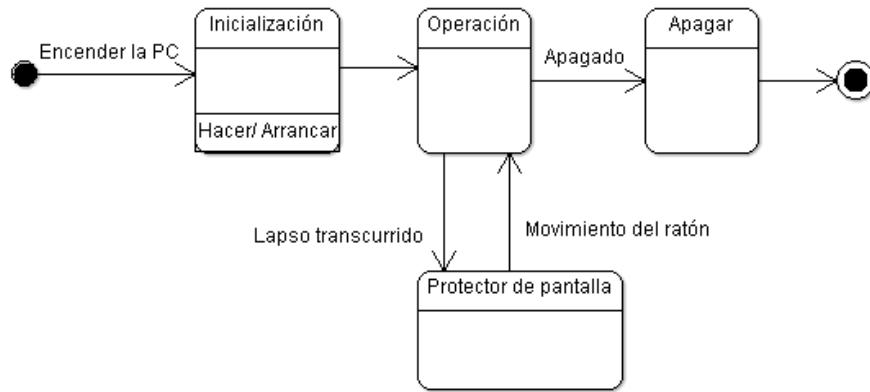 Inicialización
Operación
Apagar
Encender la PC
Apagado
Hacer/ Arrancar
Lapso transcurrido
Movimiento del ratón
Protector de pantalla